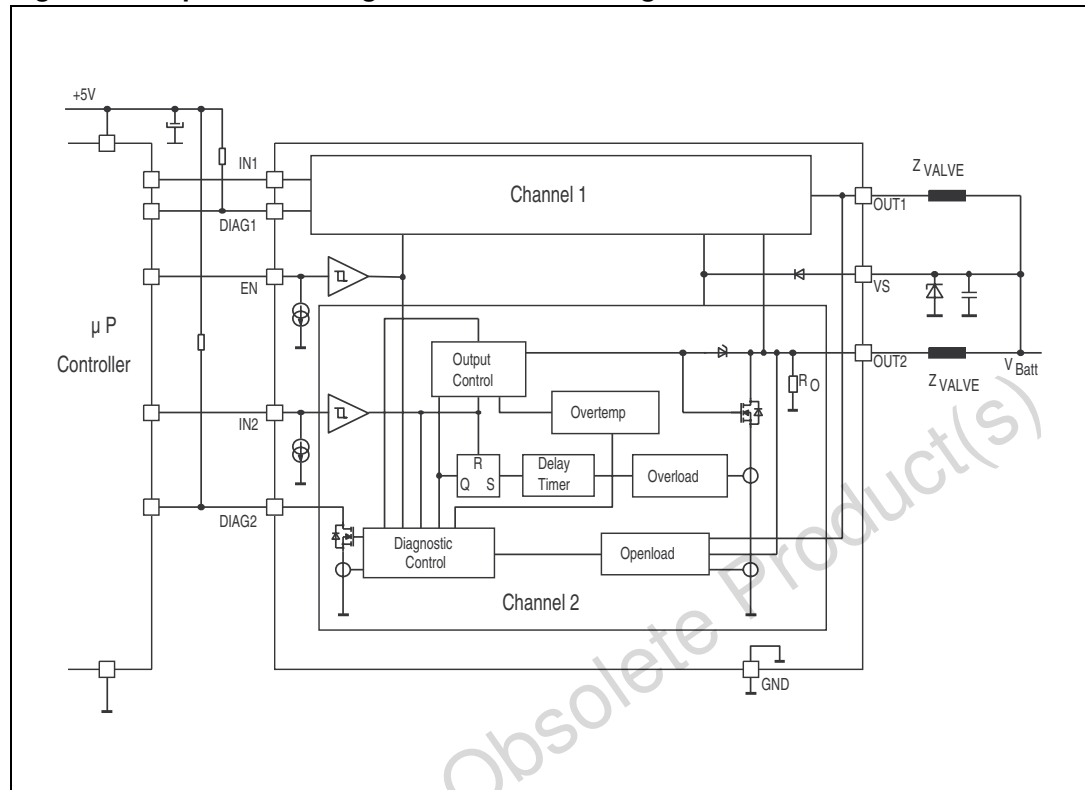 +5V
IN1
Channel 1
Z VALVE
OUT1
DIAG1
EN
VS
µ P
Controller
Output
Control
OUT2
V Batt
RO
Z VALVE
IN2
Overtemp
R
Q S
Delay
Timer
Overload
DIAG2
Diagnostic
Control
Openload
Channel 2
GND
Obsolete Product(s)